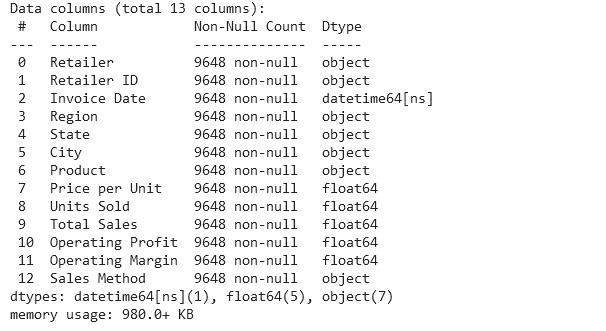 Data columns (total 13 columns):
 #   Column            Non-Null Count  Dtype
---  ------            --------------  -----
 0   Retailer          9648 non-null   object
 1   Retailer ID       9648 non-null   object
 2   Invoice Date      9648 non-null   datetime64[ns]
 3   Region            9648 non-null   object
 4   State             9648 non-null   object
 5   City              9648 non-null   object
 6   Product           9648 non-null   object
 7   Price per Unit    9648 non-null   float64
 8   Units Sold        9648 non-null   float64
 9   Total Sales       9648 non-null   float64
 10  Operating Profit  9648 non-null   float64
 11  Operating Margin  9648 non-null   float64
 12  Sales Method      9648 non-null   object
dtypes: datetime64[ns](1), float64(5), object(7)
memory usage: 980.0+ KB